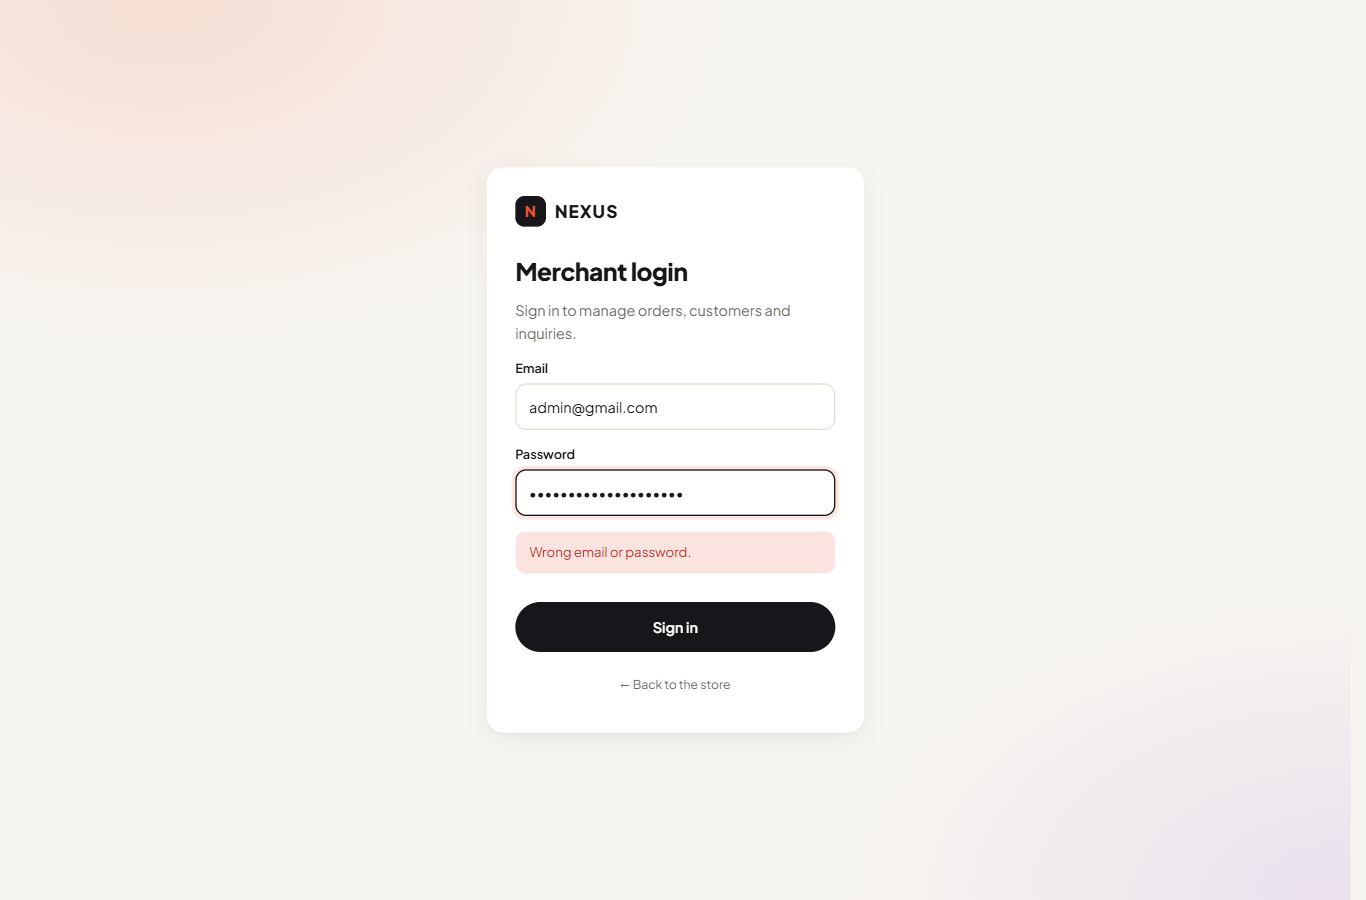 N NEXUS
Merchant login
Sign in to manage orders, customers and
inquiries.
Email
admin@gmail.com
Password
••••••••••••••••••••
Wrong email or password.
Sign in
← Back to the store